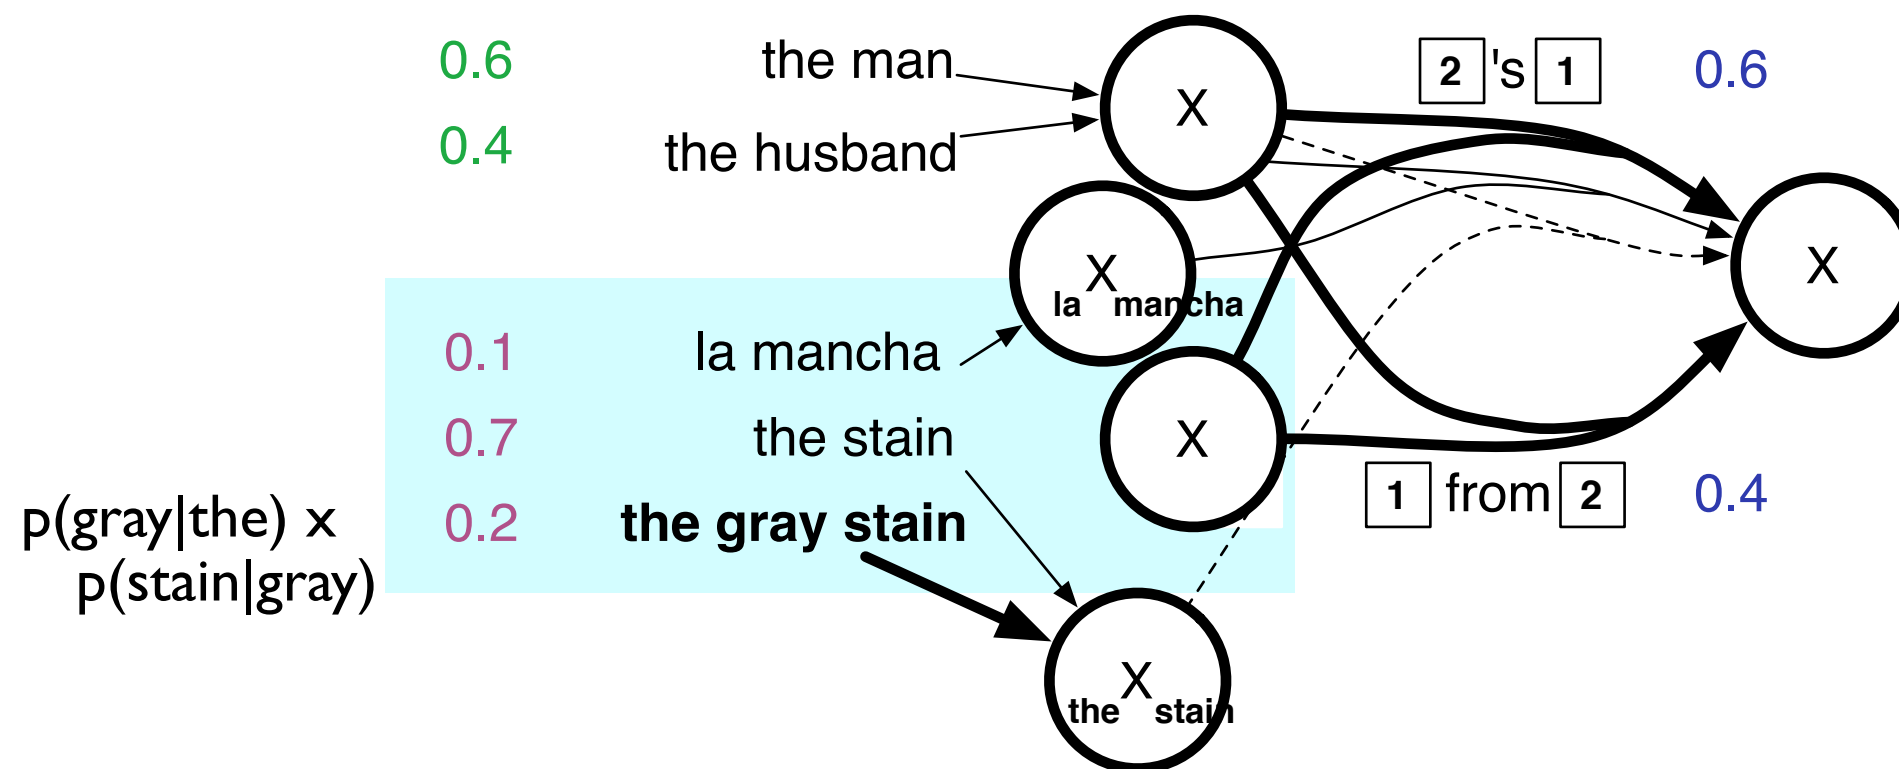 0.6 the man X 2 's 1 0.6
0.4 the husband
X
la X mancha
0.1 la mancha
0.7 the stain X
p(gray|the) x 0.2 the gray stain 1 from 2 0.4
p(stain|gray)
the X stain